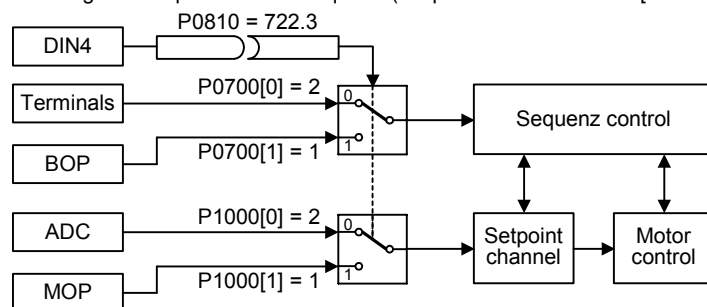 P0810 = 722.3
DIN4
Terminals
P0700[0] = 2
0
1
Sequenz control
BOP
P0700[1] = 1
ADC
P1000[0] = 2
0
1
Setpoint
channel
Motor
control
MOP
P1000[1] = 1